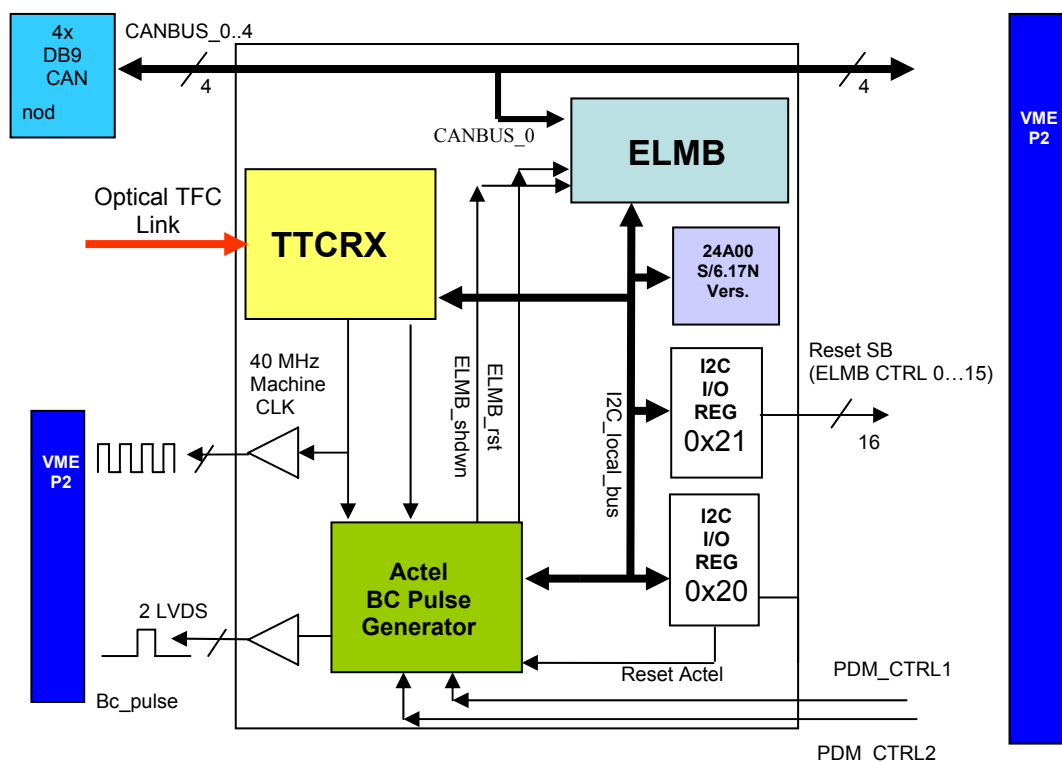 4x
DB9
CAN
nod
CANBUS_0..4
4
4
VME
P2
CANBUS_0
ELMB
Optical TFC
Link
TTCRX
24A00
S/6.17N
Vers.
40 MHz
Machine
CLK
ELMB_shdwn
ELMB_rst
I2C_local_bus
I2C
I/O
REG
0x21
Reset SB
(ELMB CTRL 0…15)
16
VME
P2
I2C
I/O
REG
0x20
Actel
BC Pulse
Generator
2 LVDS
Bc_pulse
Reset Actel
PDM_CTRL1
PDM_CTRL2